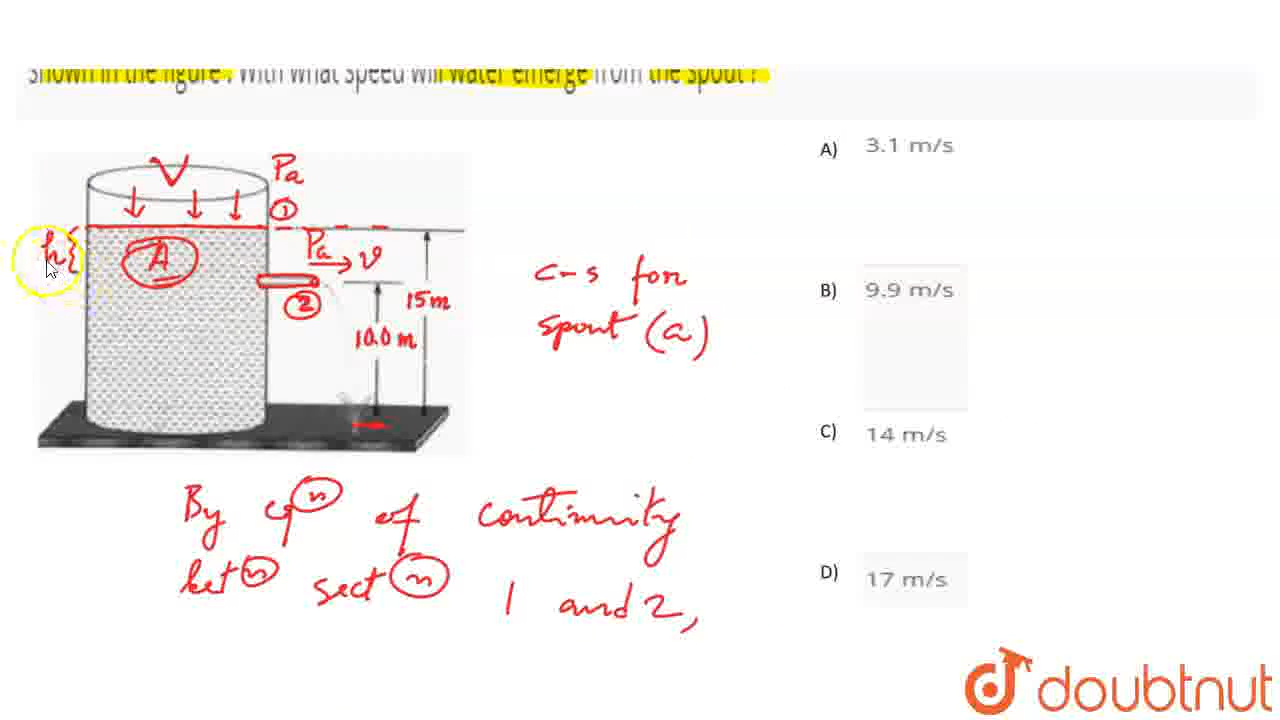 shown in the figure . With what speed will water emerge from the spout ?
A) 3.1 m/s
V
Pa
1
h{
A
Pa
v
2
15m
10.0 m
c-s for
spout (a)
B) 9.9 m/s
C) 14 m/s
By eqn of continuity
betn sectn 1 and 2,
D) 17 m/s
doubtnut